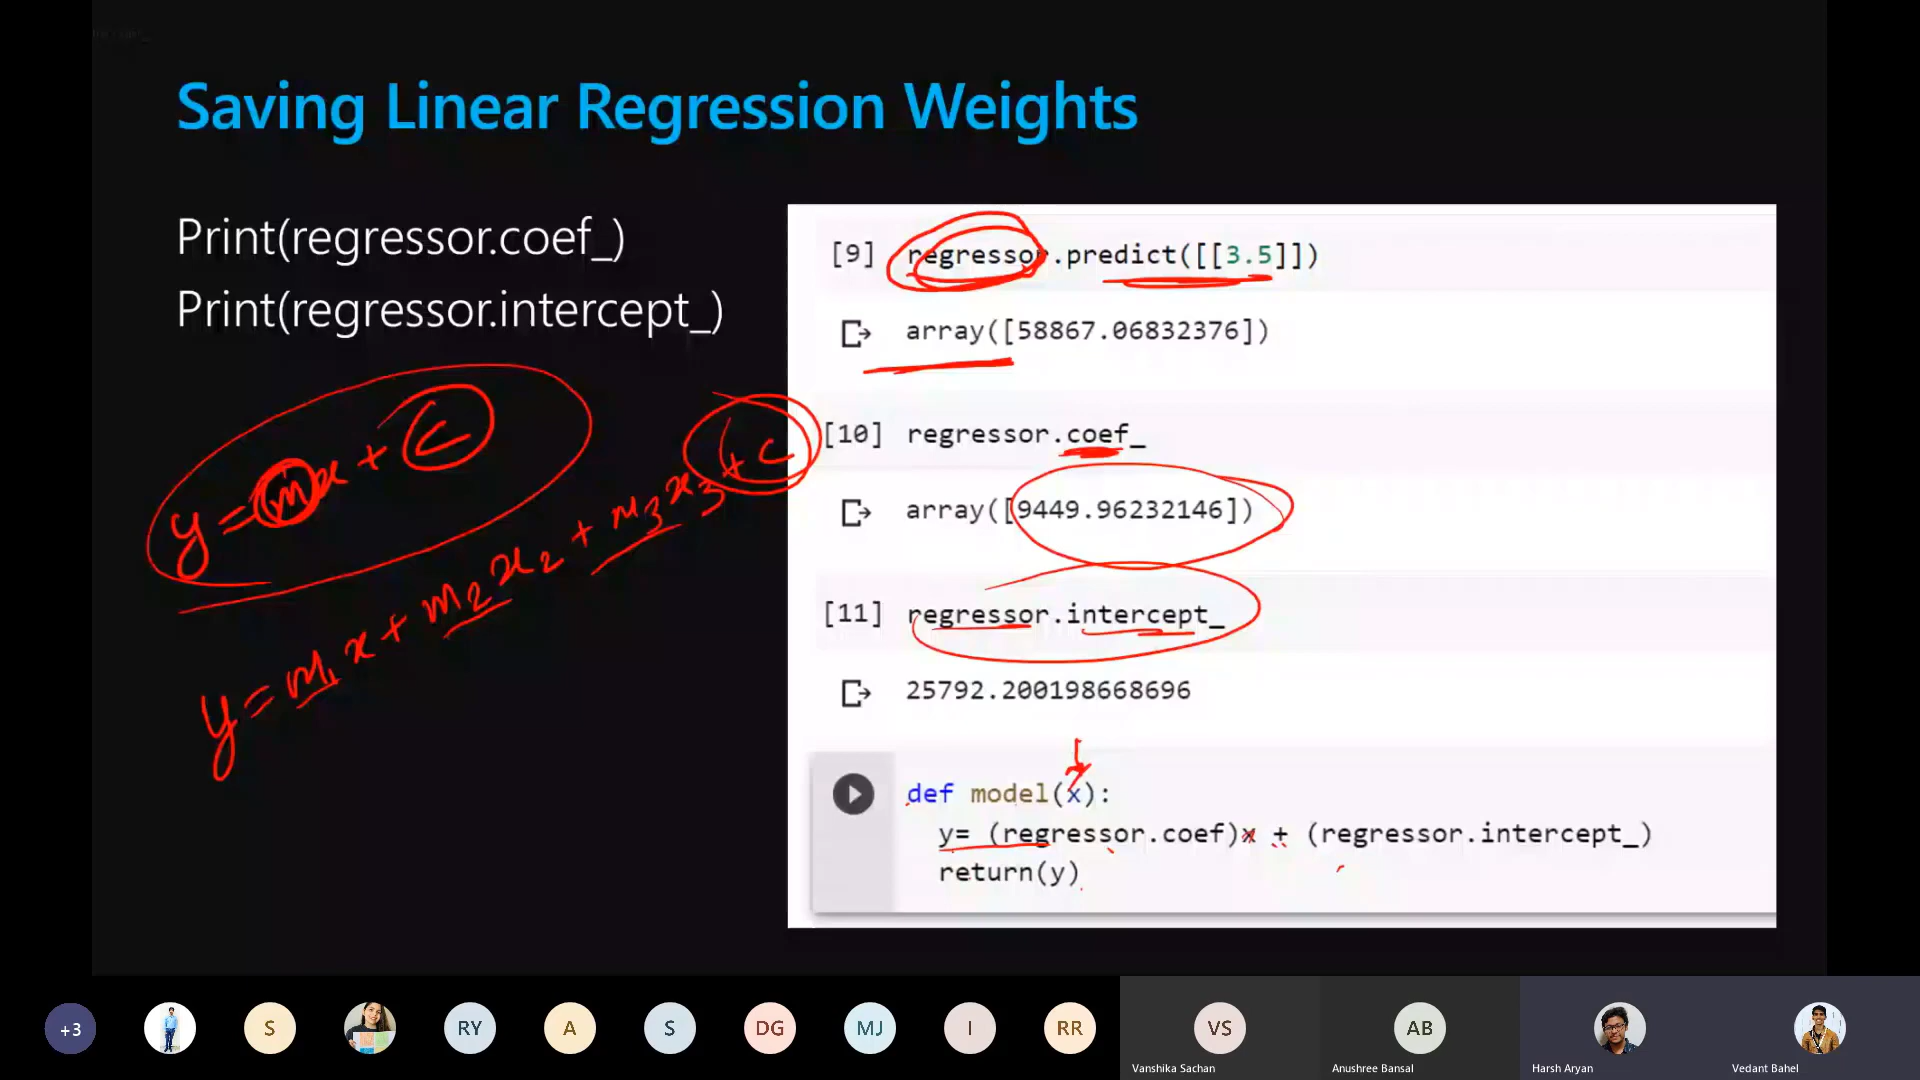 Saving Linear Regression Weights
Print(regressor.coef_)
Print(regressor.intercept_)
y = mx + c
y = m₁x + m₂x₂ + m₃x₃ + c
[9] regressor.predict([[3.5]])
array([58867.06832376])
[10] regressor.coef_
array([9449.96232146])
[11] regressor.intercept_
25792.200198668696
def model(x):
y= (regressor.coef)x + (regressor.intercept_)
return(y)
+3 S RY A S DG MJ I RR VS AB
Vanshika Sachan Anushree Bansal Harsh Aryan Vedant Bahel